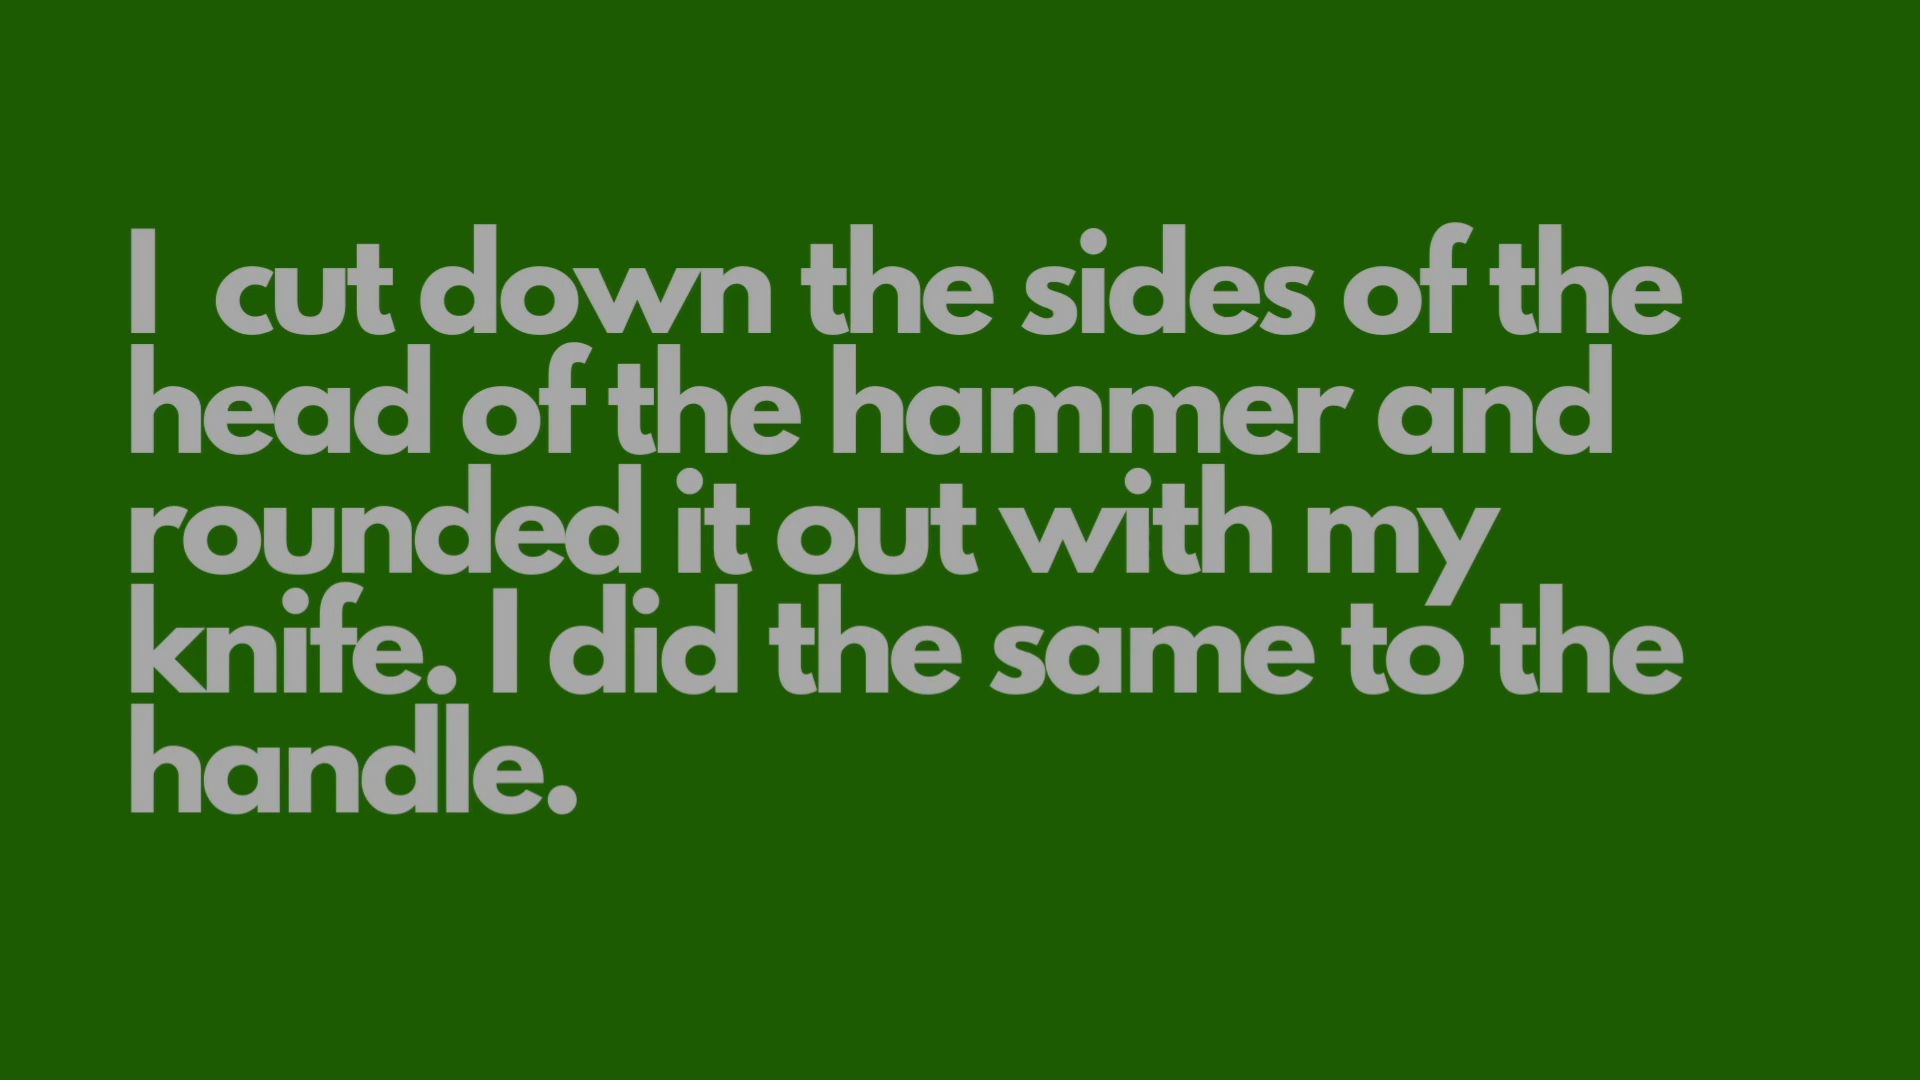 I  cut down the sides of the
head of the hammer and
rounded it out with my
knife. I did the same to the
handle.